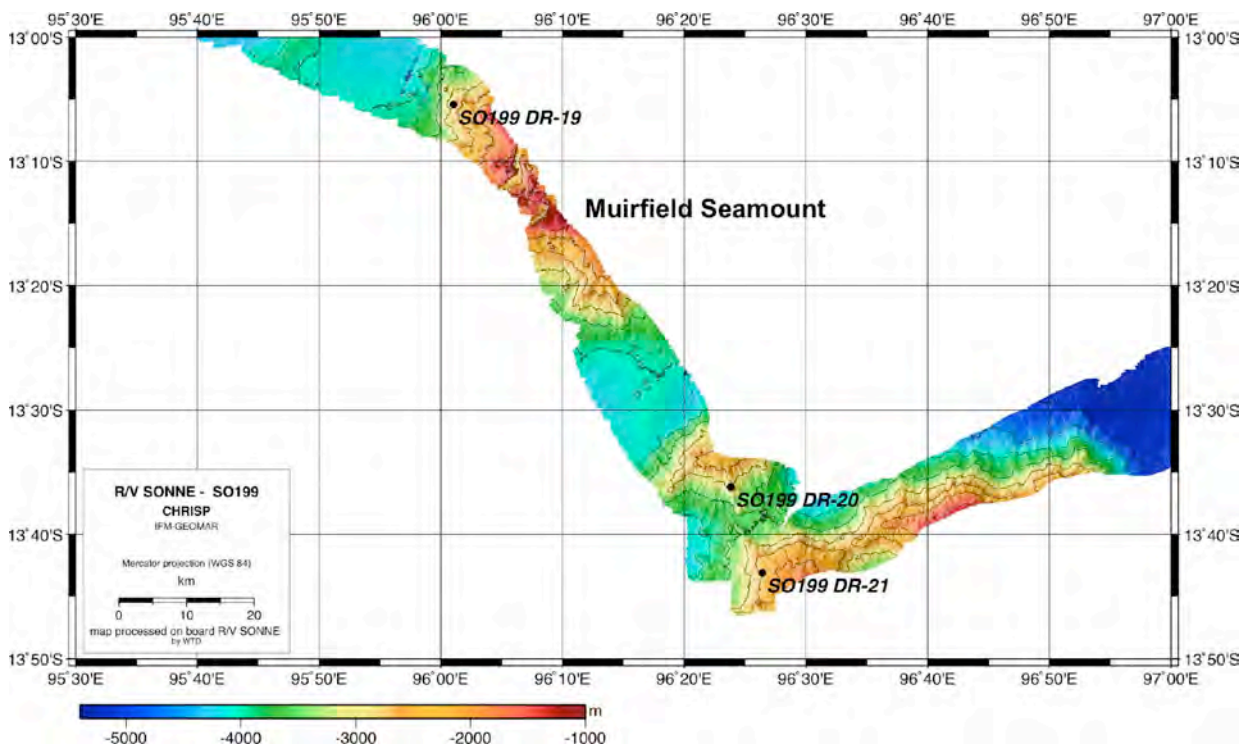 95˚30'E 95˚40'E 95˚50'E 96˚00'E 96˚10'E 96˚20'E 96˚30'E 96˚40'E 96˚50'E 97˚00'E
13˚00'S 13˚00'S
SO199 DR-19
13˚10'S 13˚10'S
Muirfield Seamount
13˚20'S 13˚20'S
13˚30'S 13˚30'S
R/V SONNE - SO199
CHRISP
IFM-GEOMAR
Mercator projection (WGS 84)
km
0 10 20
map processed on board R/V SONNE
by WTD
SO199 DR-20
13˚40'S 13˚40'S
SO199 DR-21
13˚50'S 13˚50'S
95˚30'E 95˚40'E 95˚50'E 96˚00'E 96˚10'E 96˚20'E 96˚30'E 96˚40'E 96˚50'E 97˚00'E
m
-5000 -4000 -3000 -2000 -1000